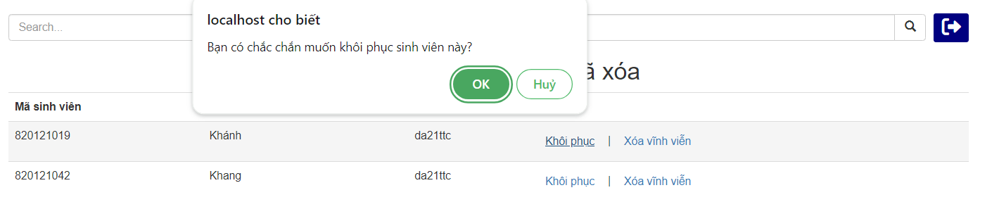 Search...
localhost cho biết
Bạn có chắc chắn muốn khôi phục sinh viên này?
OK
Huỷ
xóa
Mã sinh viên
820121019 Khánh da21ttc Khôi phục | Xóa vĩnh viễn
820121042 Khang da21ttc Khôi phục | Xóa vĩnh viễn